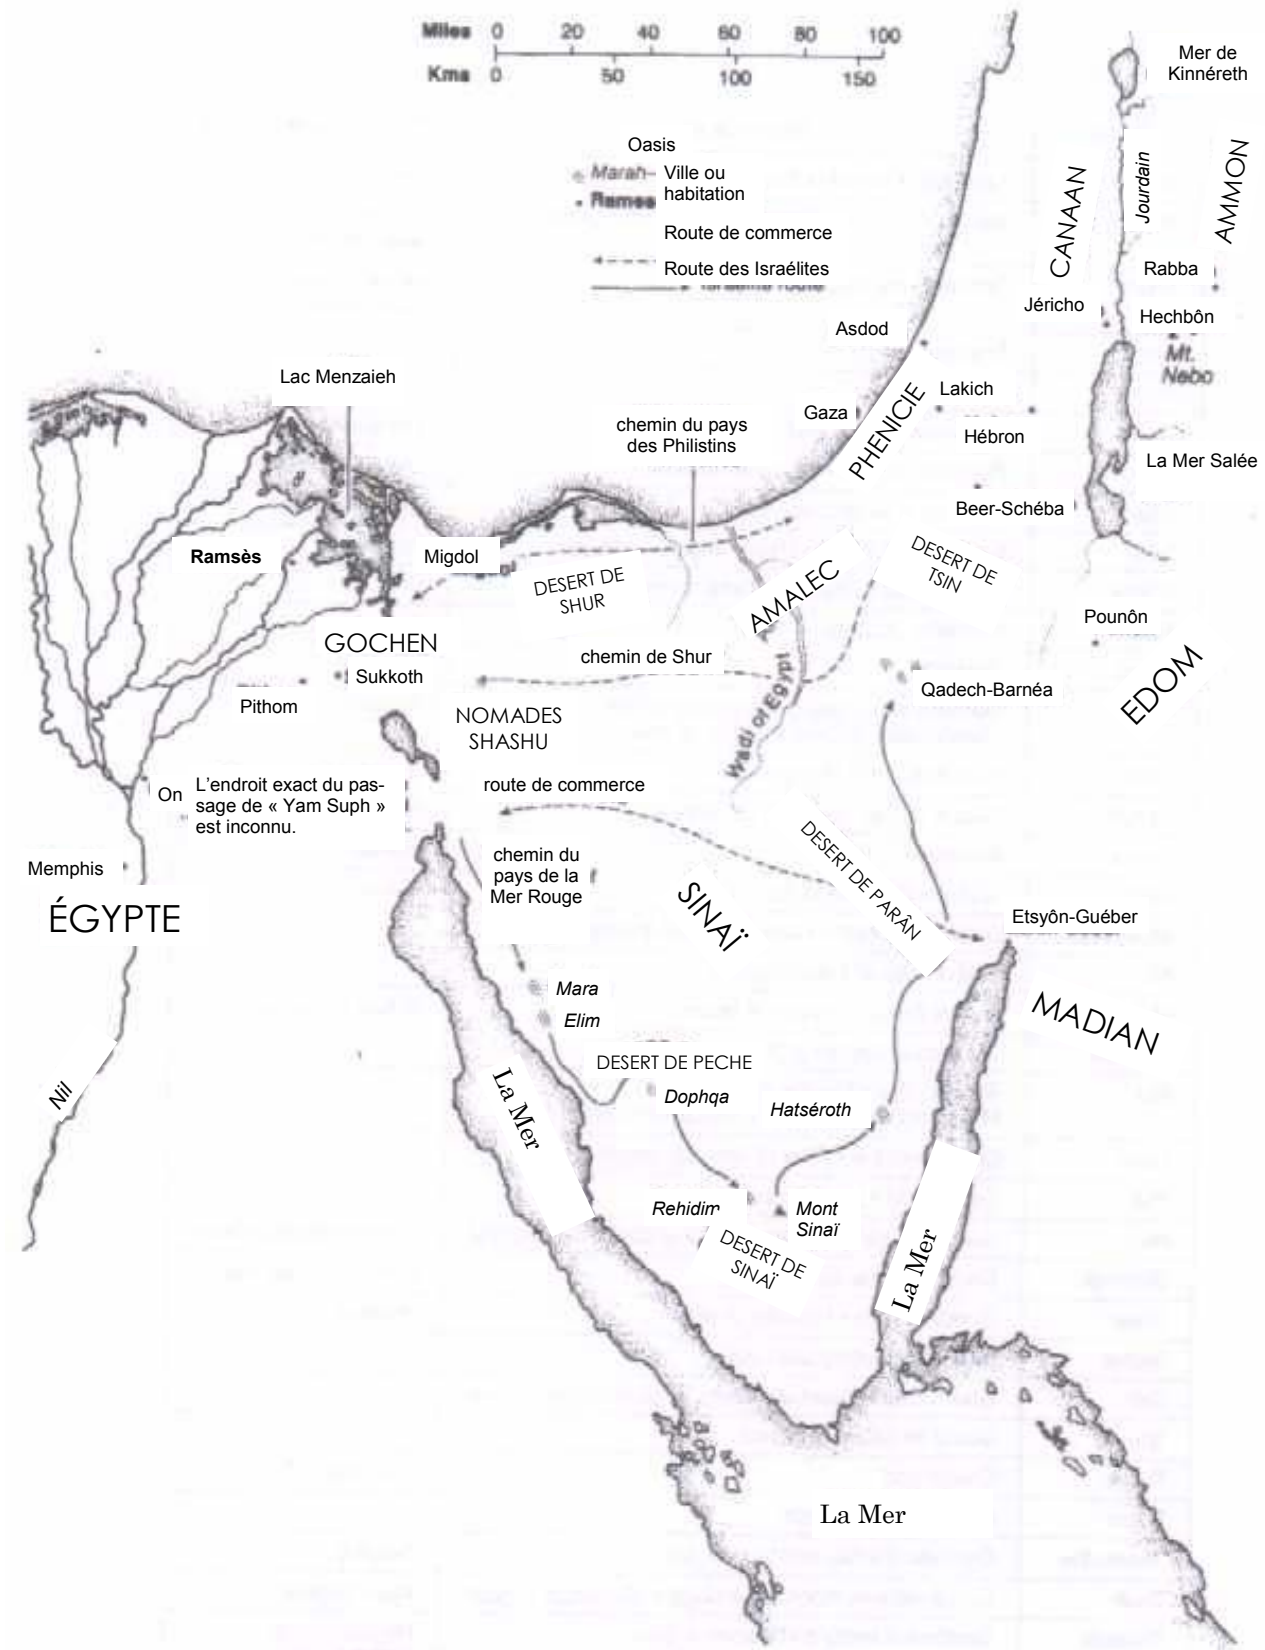 Miles 0 20 40 60 80 100
Kms 0 50 100 150
Mer de
Kinnéreth
Oasis
Marah
Ville ou
habitation
Route de commerce
Route des Israélites
CANAAN
Jourdain
AMMON
Rabba
Jéricho
Hechbôn
Mt.
Nebo
Asdod
Lac Menzaieh
Lakich
Gaza
PHENICIE
chemin du pays
des Philistins
Hébron
La Mer Salée
Beer-Schéba
Ramsès
Migdol
DESERT DE
SHUR
AMALEC
DESERT DE
TSIN
Pounôn
GOCHEN
chemin de Shur
Sukkoth
Pithom
Wadi of Egypt
Qadech-Barnéa
EDOM
NOMADES
SHASHU
On
L’endroit exact du pas-
sage de « Yam Suph »
est inconnu.
route de commerce
DESERT DE PARÂN
Memphis
chemin du
pays de la
Mer Rouge
SINAÏ
ÉGYPTE
Etsyôn-Guéber
Mara
Elim
MADIAN
DESERT DE PECHE
Nil
La Mer
Dophqa
Hatséroth
Rehidim
Mont
Sinaï
DESERT DE
SINAÏ
La Mer
La Mer